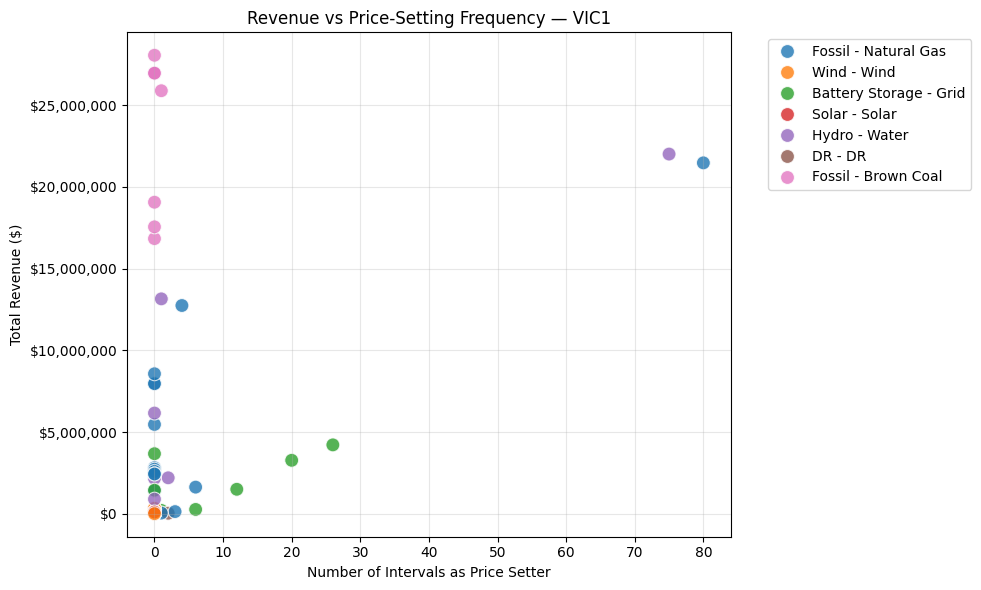 Revenue vs Price-Setting Frequency — VIC1
Total Revenue ($)
$25,000,000
$20,000,000
$15,000,000
$10,000,000
$5,000,000
$0
0 10 20 30 40 50 60 70 80
Number of Intervals as Price Setter
Fossil - Natural Gas
Wind - Wind
Battery Storage - Grid
Solar - Solar
Hydro - Water
DR - DR
Fossil - Brown Coal